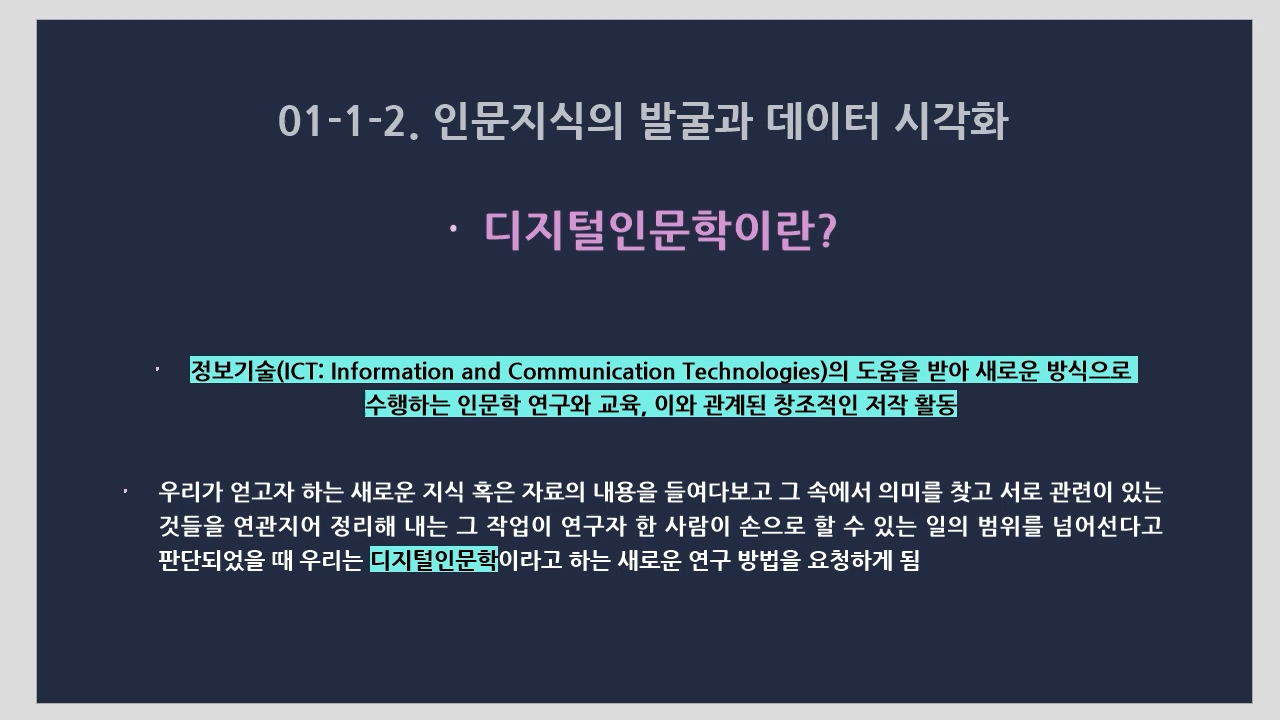 01-1-2. 인문지식의 발굴과 데이터 시각화
· 디지털인문학이란?
· 정보기술(ICT: Information and Communication Technologies)의 도움을 받아 새로운 방식으로
수행하는 인문학 연구와 교육, 이와 관계된 창조적인 저작 활동
· 우리가 얻고자 하는 새로운 지식 혹은 자료의 내용을 들여다보고 그 속에서 의미를 찾고 서로 관련이 있는
것들을 연관지어 정리해 내는 그 작업이 연구자 한 사람이 손으로 할 수 있는 일의 범위를 넘어선다고
판단되었을 때 우리는 디지털인문학이라고 하는 새로운 연구 방법을 요청하게 됨